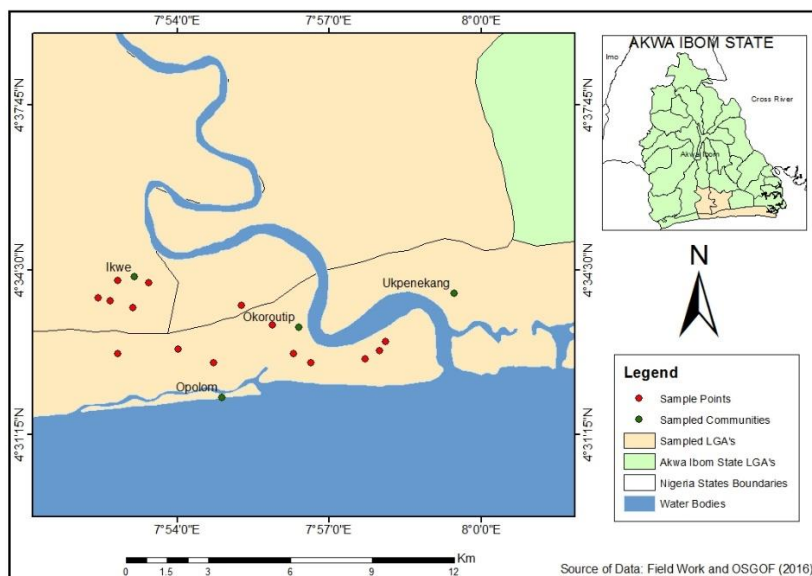 7°54'0"E 7°57'0"E 8°0'0"E
4°37'45"N
4°34'30"N
4°31'15"N
Ikwe
Ukpenekang
Okoroutip
Opolom
4°37'45"N
4°34'30"N
4°31'15"N
7°54'0"E 7°57'0"E 8°0'0"E
Km
0 1.5 3 6 9 12
AKWA IBOM STATE
Imo
Cross River
Akwa Ibom
N
Legend
Sample Points
Sampled Communities
Sampled LGA's
Akwa Ibom State LGA's
Nigeria States Boundaries
Water Bodies
Source of Data: Field Work and OSGOF (2016)